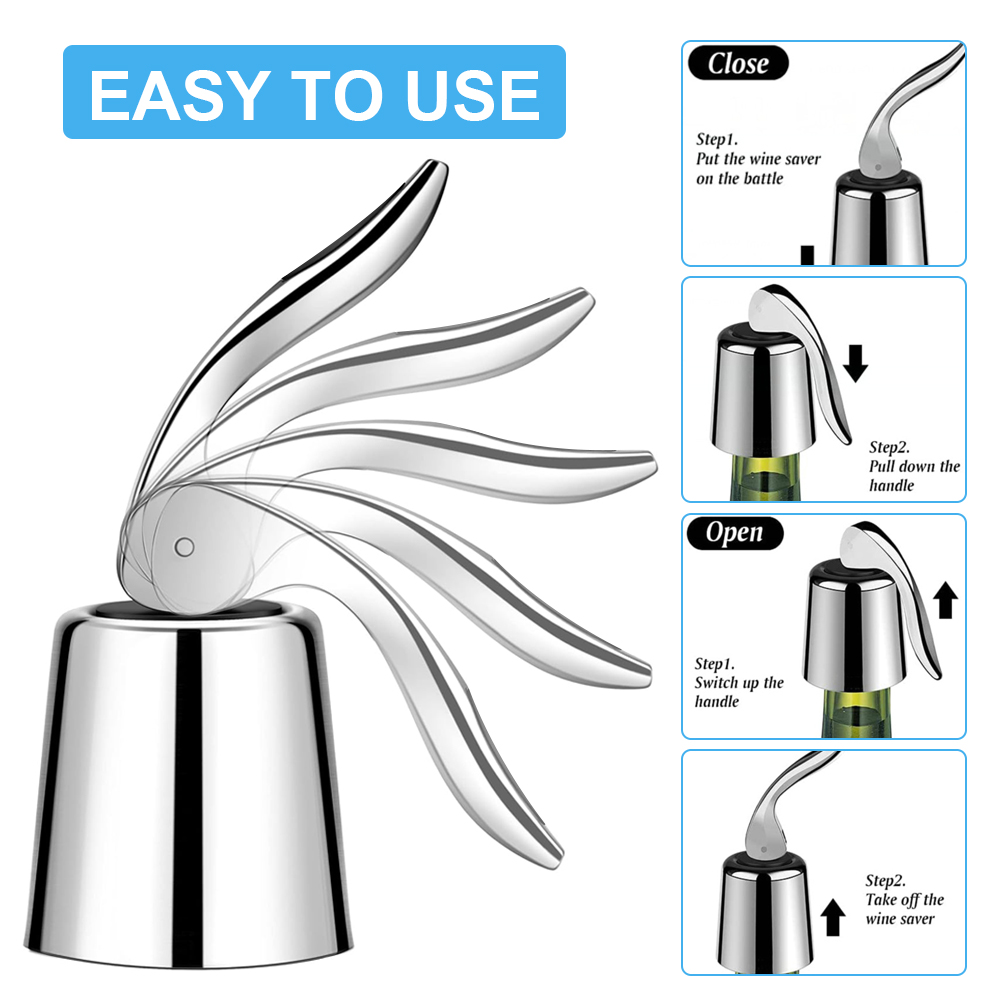 EASY TO USE
Close
Step1.
Put the wine saver
on the battle
Step2.
Pull down the
handle
Open
Step1.
Switch up the
handle
Step2.
Take off the
wine saver